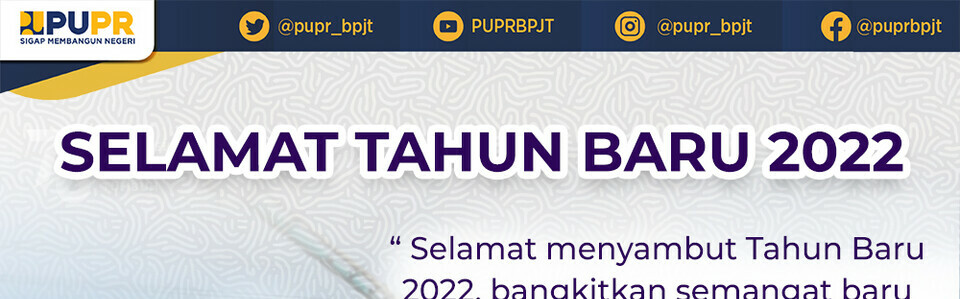 PUPR
SIGAP MEMBANGUN NEGERI
@pupr_bpjt PUPRBPJT @pupr_bpjt @puprbpjt
SELAMAT TAHUN BARU 2022
“ Selamat menyambut Tahun Baru
2022, bangkitkan semangat baru